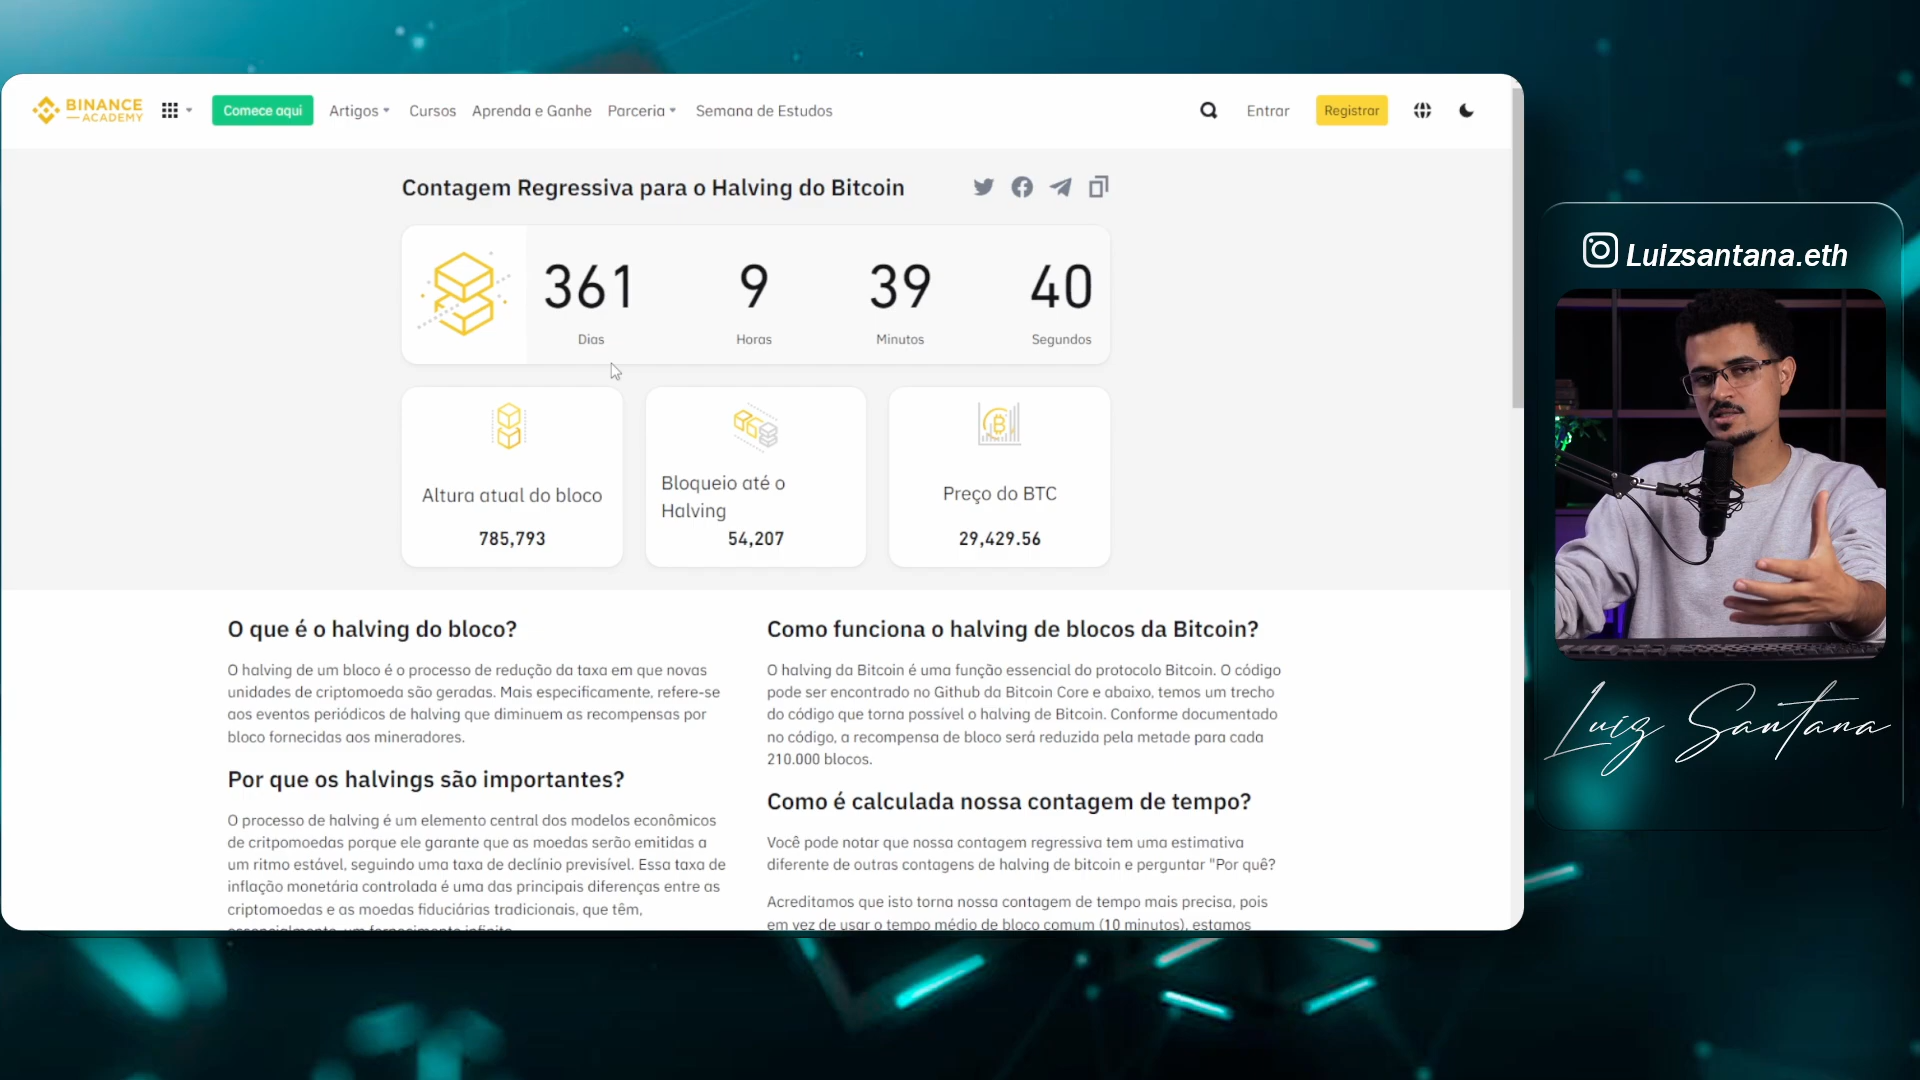 BINANCE
ACADEMY
Comece aqui
Artigos
Cursos
Aprenda e Ganhe
Parceria
Semana de Estudos
Entrar
Registrar
Contagem Regressiva para o Halving do Bitcoin
361
9
39
40
Dias
Horas
Minutos
Segundos
Altura atual do bloco
785,793
Bloqueio até o
Halving
54,207
Preço do BTC
29,429.56
O que é o halving do bloco?
O halving de um bloco é o processo de redução da taxa em que novas
unidades de criptomoeda são geradas. Mais especificamente, refere-se
aos eventos periódicos de halving que diminuem as recompensas por
bloco fornecidas aos mineradores.
Por que os halvings são importantes?
O processo de halving é um elemento central dos modelos econômicos
de critpomoedas porque ele garante que as moedas serão emitidas a
um ritmo estável, seguindo uma taxa de declínio previsível. Essa taxa de
inflação monetária controlada é uma das principais diferenças entre as
criptomoedas e as moedas fiduciárias tradicionais, que têm,
Como funciona o halving de blocos da Bitcoin?
O halving da Bitcoin é uma função essencial do protocolo Bitcoin. O código
pode ser encontrado no Github da Bitcoin Core e abaixo, temos um trecho
do código que torna possível o halving de Bitcoin. Conforme documentado
no código, a recompensa de bloco será reduzida pela metade para cada
210.000 blocos.
Como é calculada nossa contagem de tempo?
Você pode notar que nossa contagem regressiva tem uma estimativa
diferente de outras contagens de halving de bitcoin e perguntar "Por quê?
Acreditamos que isto torna nossa contagem de tempo mais precisa, pois
em vez de usar o tempo médio de bloco comum (10 minutos), estamos
Luizsantana.eth
Luiz Santana